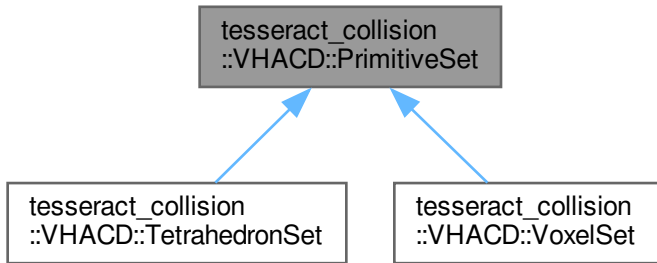 tesseract_collision
::VHACD::PrimitiveSet
tesseract_collision
::VHACD::TetrahedronSet
tesseract_collision
::VHACD::VoxelSet